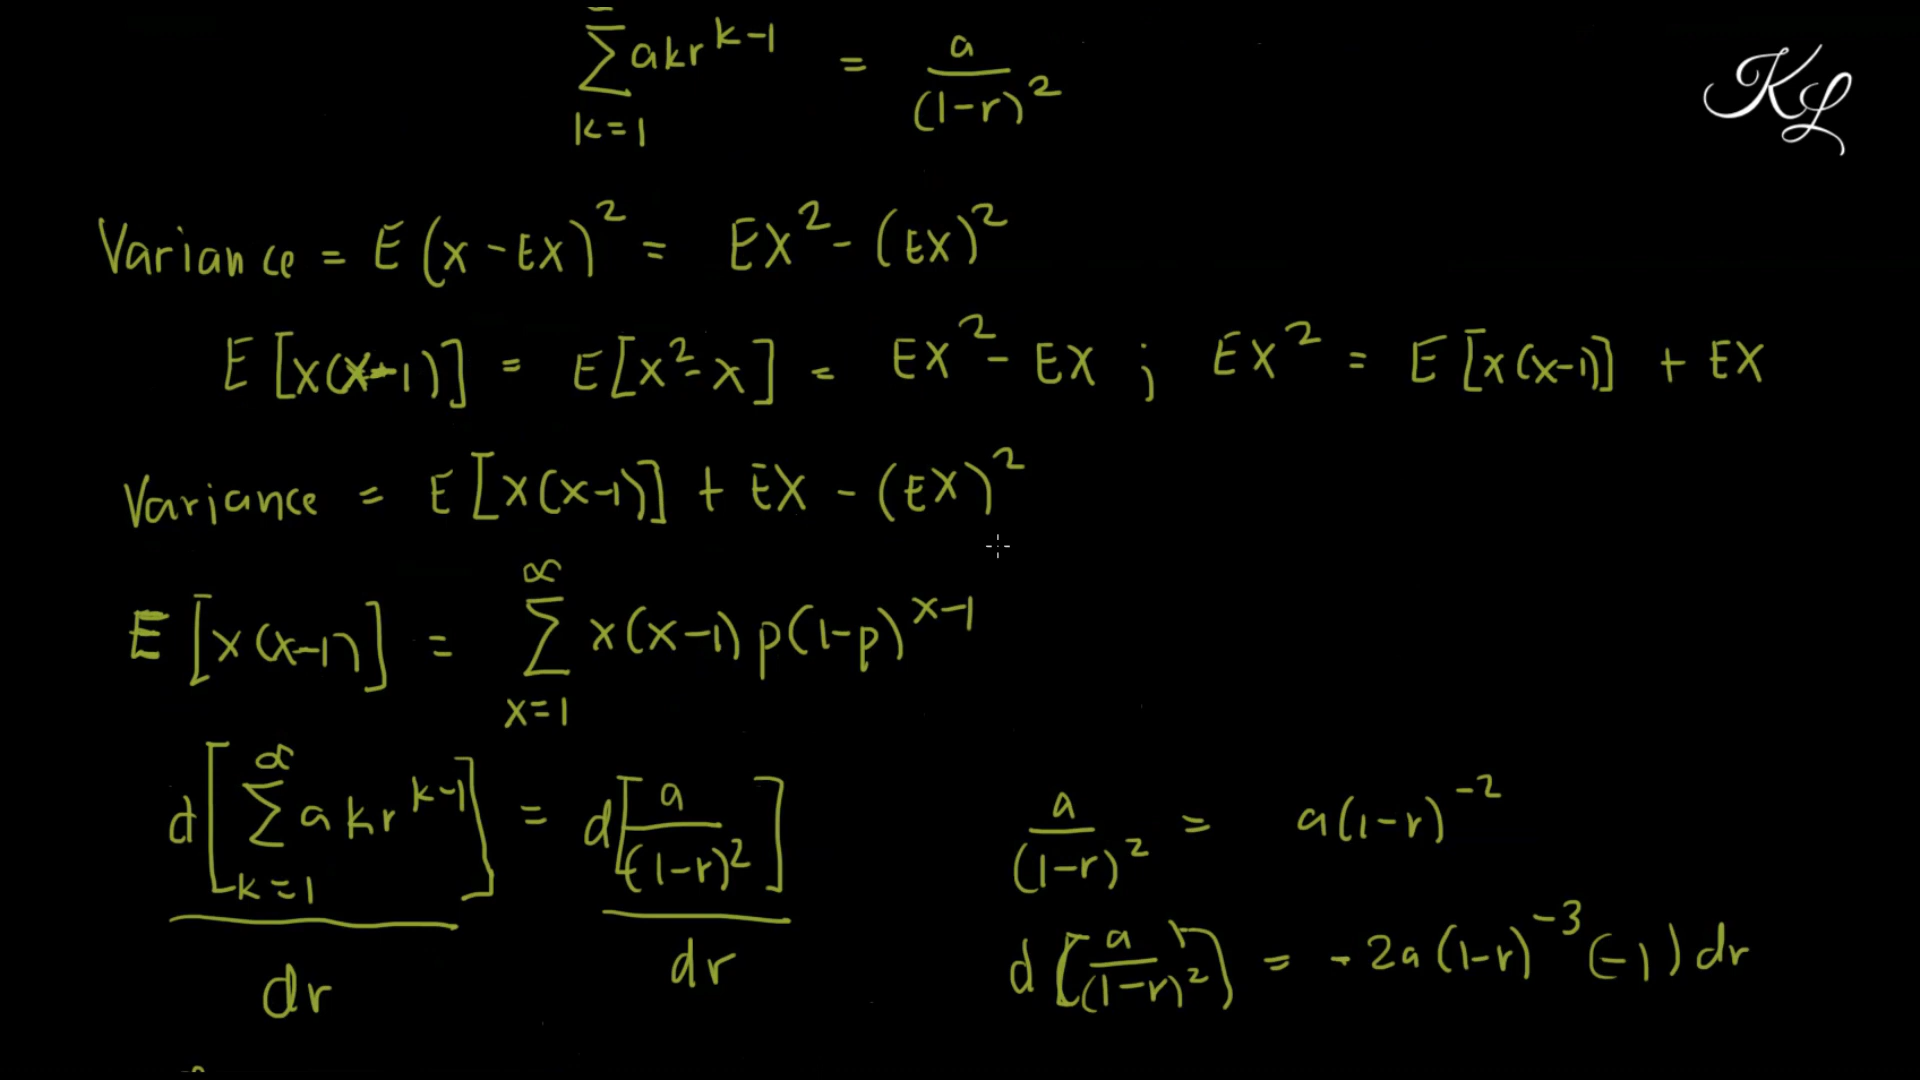 ∑ akr^(k-1) = a/(1-r)^2
k=1
KL
Variance = E(X-EX)^2 = EX^2 - (EX)^2
E[X(X-1)] = E[X^2-X] = EX^2 - EX ; EX^2 = E[X(X-1)] + EX
Variance = E[X(X-1)] + EX - (EX)^2
E[X(X-1)] = ∑_{x=1}^{∞} x(x-1) p(1-p)^(x-1)
d[∑_{k=1}^{∞} akr^(k-1)]/dr = d[a/(1-r)^2]/dr
a/(1-r)^2 = a(1-r)^(-2)
d[a/(1-r)^2] = -2a(1-r)^(-3) (-1) dr